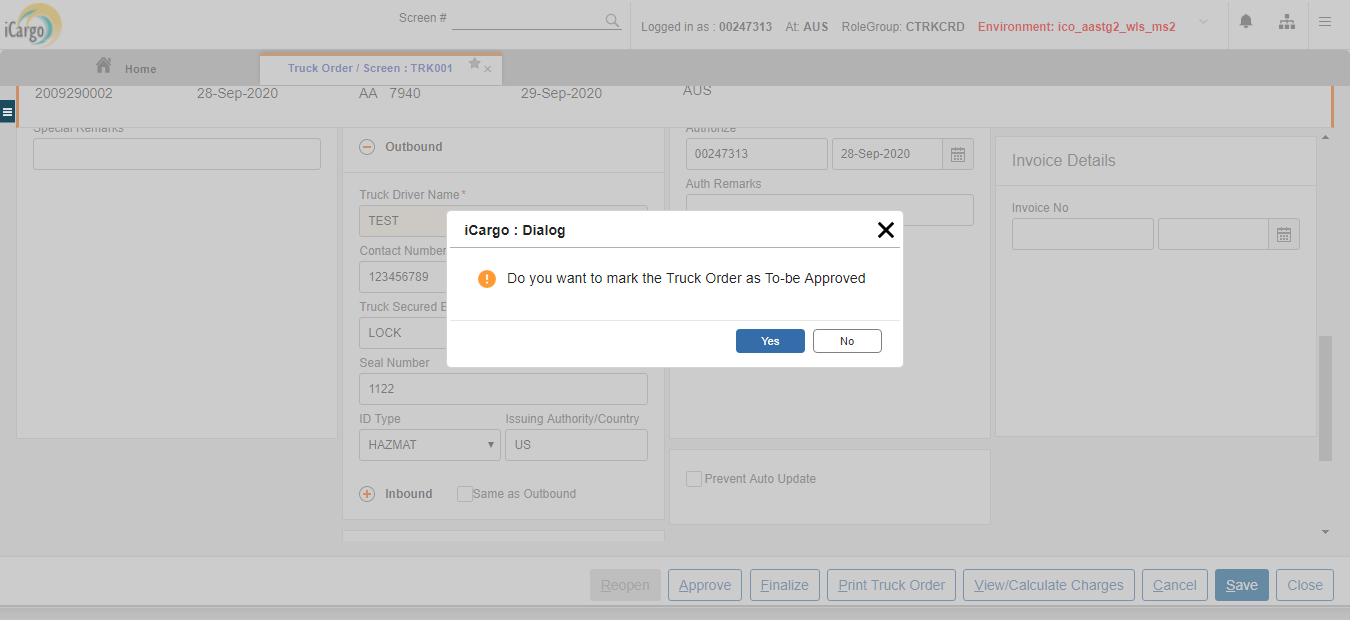 iCargo
Screen #
Logged in as : 00247313 At: AUS RoleGroup: CTRKCRD Environment: ico_aastg2_wls_ms2
Home
Truck Order / Screen : TRK001
2009290002 28-Sep-2020 AA 7940 29-Sep-2020 AUS
Special Remarks
Outbound
Truck Driver Name*
TEST
Contact Number
123456789
Truck Secured
LOCK
Seal Number
1122
ID Type Issuing Authority/Country
HAZMAT US
Inbound Same as Outbound
Authorize
00247313 28-Sep-2020
Auth Remarks
Prevent Auto Update
Invoice Details
Invoice No
iCargo : Dialog
Do you want to mark the Truck Order as To-be Approved
Yes No
Reopen Approve Finalize Print Truck Order View/Calculate Charges Cancel Save Close